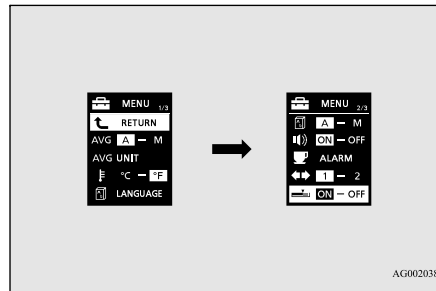 MENU 1/3
RETURN
AVG A – M
AVG UNIT
°C – °F
LANGUAGE
MENU 2/3
A – M
ON – OFF
ALARM
1 – 2
ON – OFF
AG002038